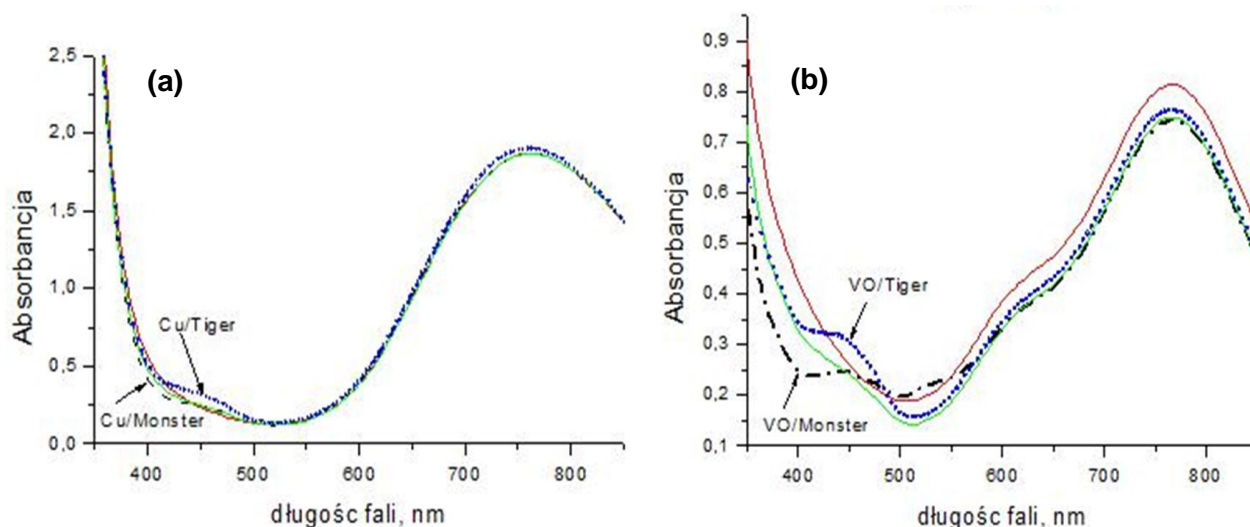 (a)
Absorbancja
2,5
2,0
1,5
1,0
0,5
0,0
Cu/Tiger
Cu/Monster
400 500 600 700 800
długośc fali, nm
(b)
Absorbancja
0,9
0,8
0,7
0,6
0,5
0,4
0,3
0,2
0,1
VO/Tiger
VO/Monster
400 500 600 700 800
długośc fali, nm